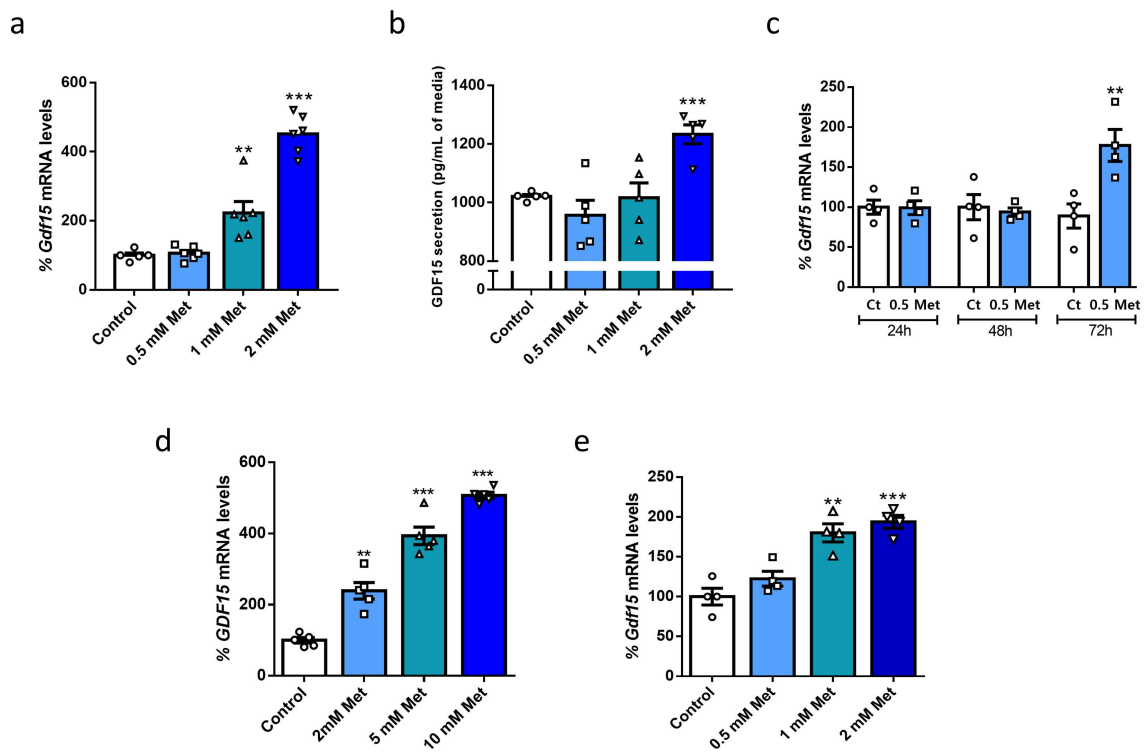 a
% Gdf15 mRNA levels
600
400
200
0
**
***
Control
0.5 mM Met
1 mM Met
2 mM Met
b
GDF15 secretion (pg/mL of media)
1400
1200
1000
800
0
***
Control
0.5 mM Met
1 mM Met
2 mM Met
c
% Gdf15 mRNA levels
250
200
150
100
50
0
**
Ct 0.5 Met Ct 0.5 Met Ct 0.5 Met
24h 48h 72h
d
% GDF15 mRNA levels
600
400
200
0
**
***
***
Control
2mM Met
5 mM Met
10 mM Met
e
% Gdf15 mRNA levels
250
200
150
100
50
0
**
***
Control
0.5 mM Met
1 mM Met
2 mM Met